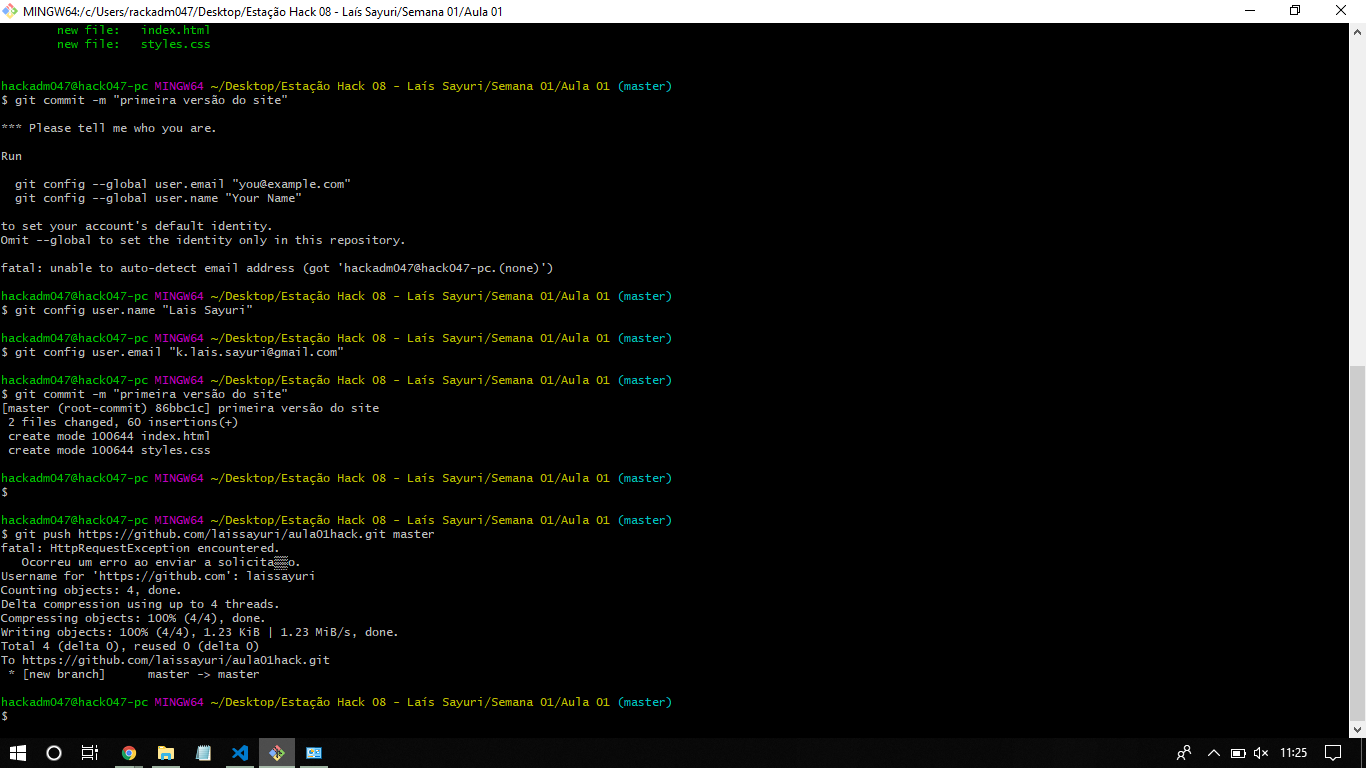 MINGW64:/c/Users/rackadm047/Desktop/Estação Hack 08 - Laís Sayuri/Semana 01/Aula 01
new file:   index.html
new file:   styles.css
hackadm047@hack047-pc MINGW64 ~/Desktop/Estação Hack 08 - Laís Sayuri/Semana 01/Aula 01 (master)
$ git commit -m "primeira versão do site"
*** Please tell me who you are.
Run
git config --global user.email "you@example.com"
git config --global user.name "Your Name"
to set your account's default identity.
Omit --global to set the identity only in this repository.
fatal: unable to auto-detect email address (got 'hackadm047@hack047-pc.(none)')
hackadm047@hack047-pc MINGW64 ~/Desktop/Estação Hack 08 - Laís Sayuri/Semana 01/Aula 01 (master)
$ git config user.name "Lais Sayuri"
hackadm047@hack047-pc MINGW64 ~/Desktop/Estação Hack 08 - Laís Sayuri/Semana 01/Aula 01 (master)
$ git config user.email "k.lais.sayuri@gmail.com"
hackadm047@hack047-pc MINGW64 ~/Desktop/Estação Hack 08 - Laís Sayuri/Semana 01/Aula 01 (master)
$ git commit -m "primeira versão do site"
[master (root-commit) 86bbc1c] primeira versão do site
2 files changed, 60 insertions(+)
create mode 100644 index.html
create mode 100644 styles.css
hackadm047@hack047-pc MINGW64 ~/Desktop/Estação Hack 08 - Laís Sayuri/Semana 01/Aula 01 (master)
$
hackadm047@hack047-pc MINGW64 ~/Desktop/Estação Hack 08 - Laís Sayuri/Semana 01/Aula 01 (master)
$ git push https://github.com/laissayuri/aula01hack.git master
fatal: HttpRequestException encountered.
Ocorreu um erro ao enviar a solicita▒▒o.
Username for 'https://github.com': laissayuri
Counting objects: 4, done.
Delta compression using up to 4 threads.
Compressing objects: 100% (4/4), done.
Writing objects: 100% (4/4), 1.23 KiB | 1.23 MiB/s, done.
Total 4 (delta 0), reused 0 (delta 0)
To https://github.com/laissayuri/aula01hack.git
* [new branch]      master -> master
hackadm047@hack047-pc MINGW64 ~/Desktop/Estação Hack 08 - Laís Sayuri/Semana 01/Aula 01 (master)
$
11:25